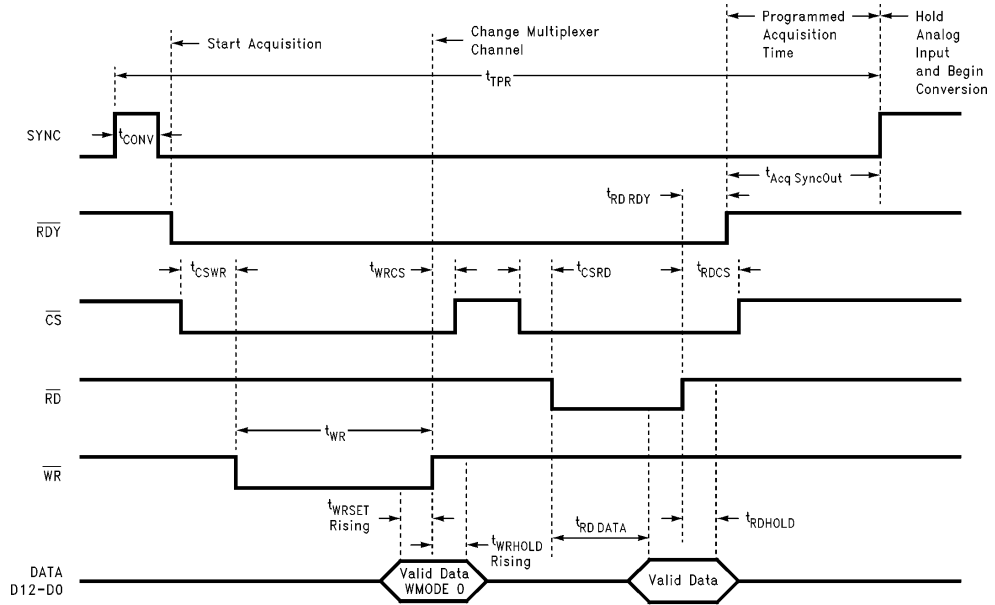 Start Acquisition
Change Multiplexer
Channel
Programmed
Acquisition
Time
Hold
Analog
Input
and Begin
Conversion
tTPR
SYNC
tCONV
tAcq SyncOut
tRD RDY
RDY
tCSWR
tWRCS
tCSRD
tRDCS
CS
RD
tWR
WR
tWRSET
Rising
tWRHOLD
Rising
tRD DATA
tRDHOLD
DATA
D12-D0
Valid Data
WMODE 0
Valid Data